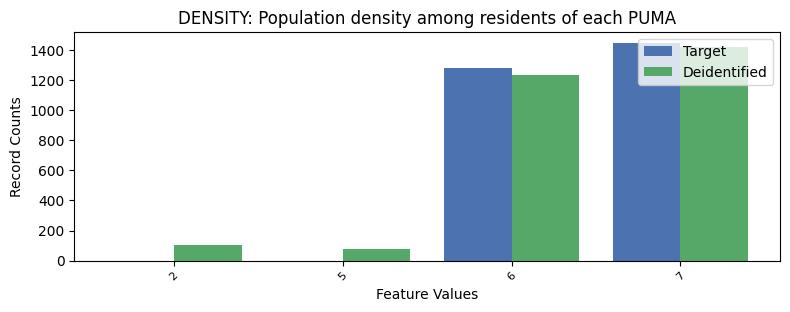 DENSITY: Population density among residents of each PUMA
Target
Deidentified
Record Counts
1400
1200
1000
800
600
400
200
0
2
5
6
7
Feature Values